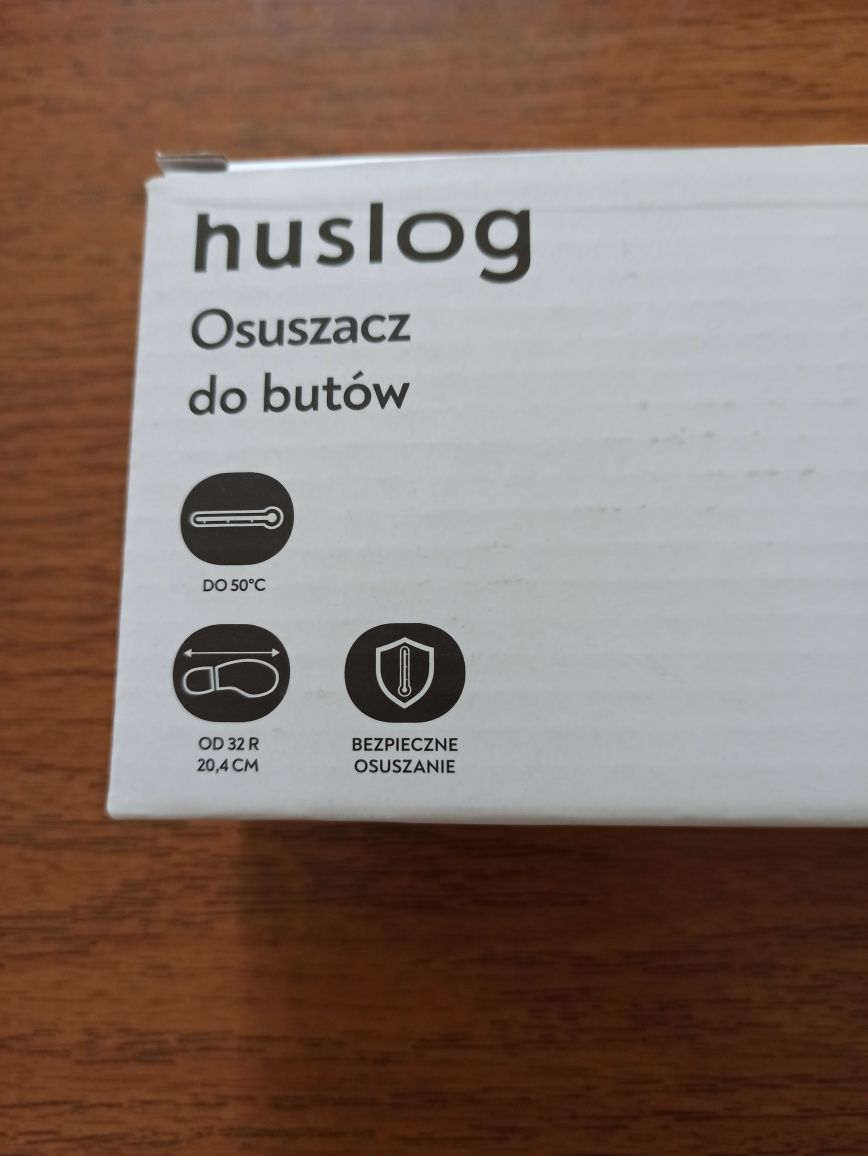 huslog
Osuszacz
do butów
DO 50°C
OD 32 R
20,4 CM
BEZPIECZNE
OSUSZANIE